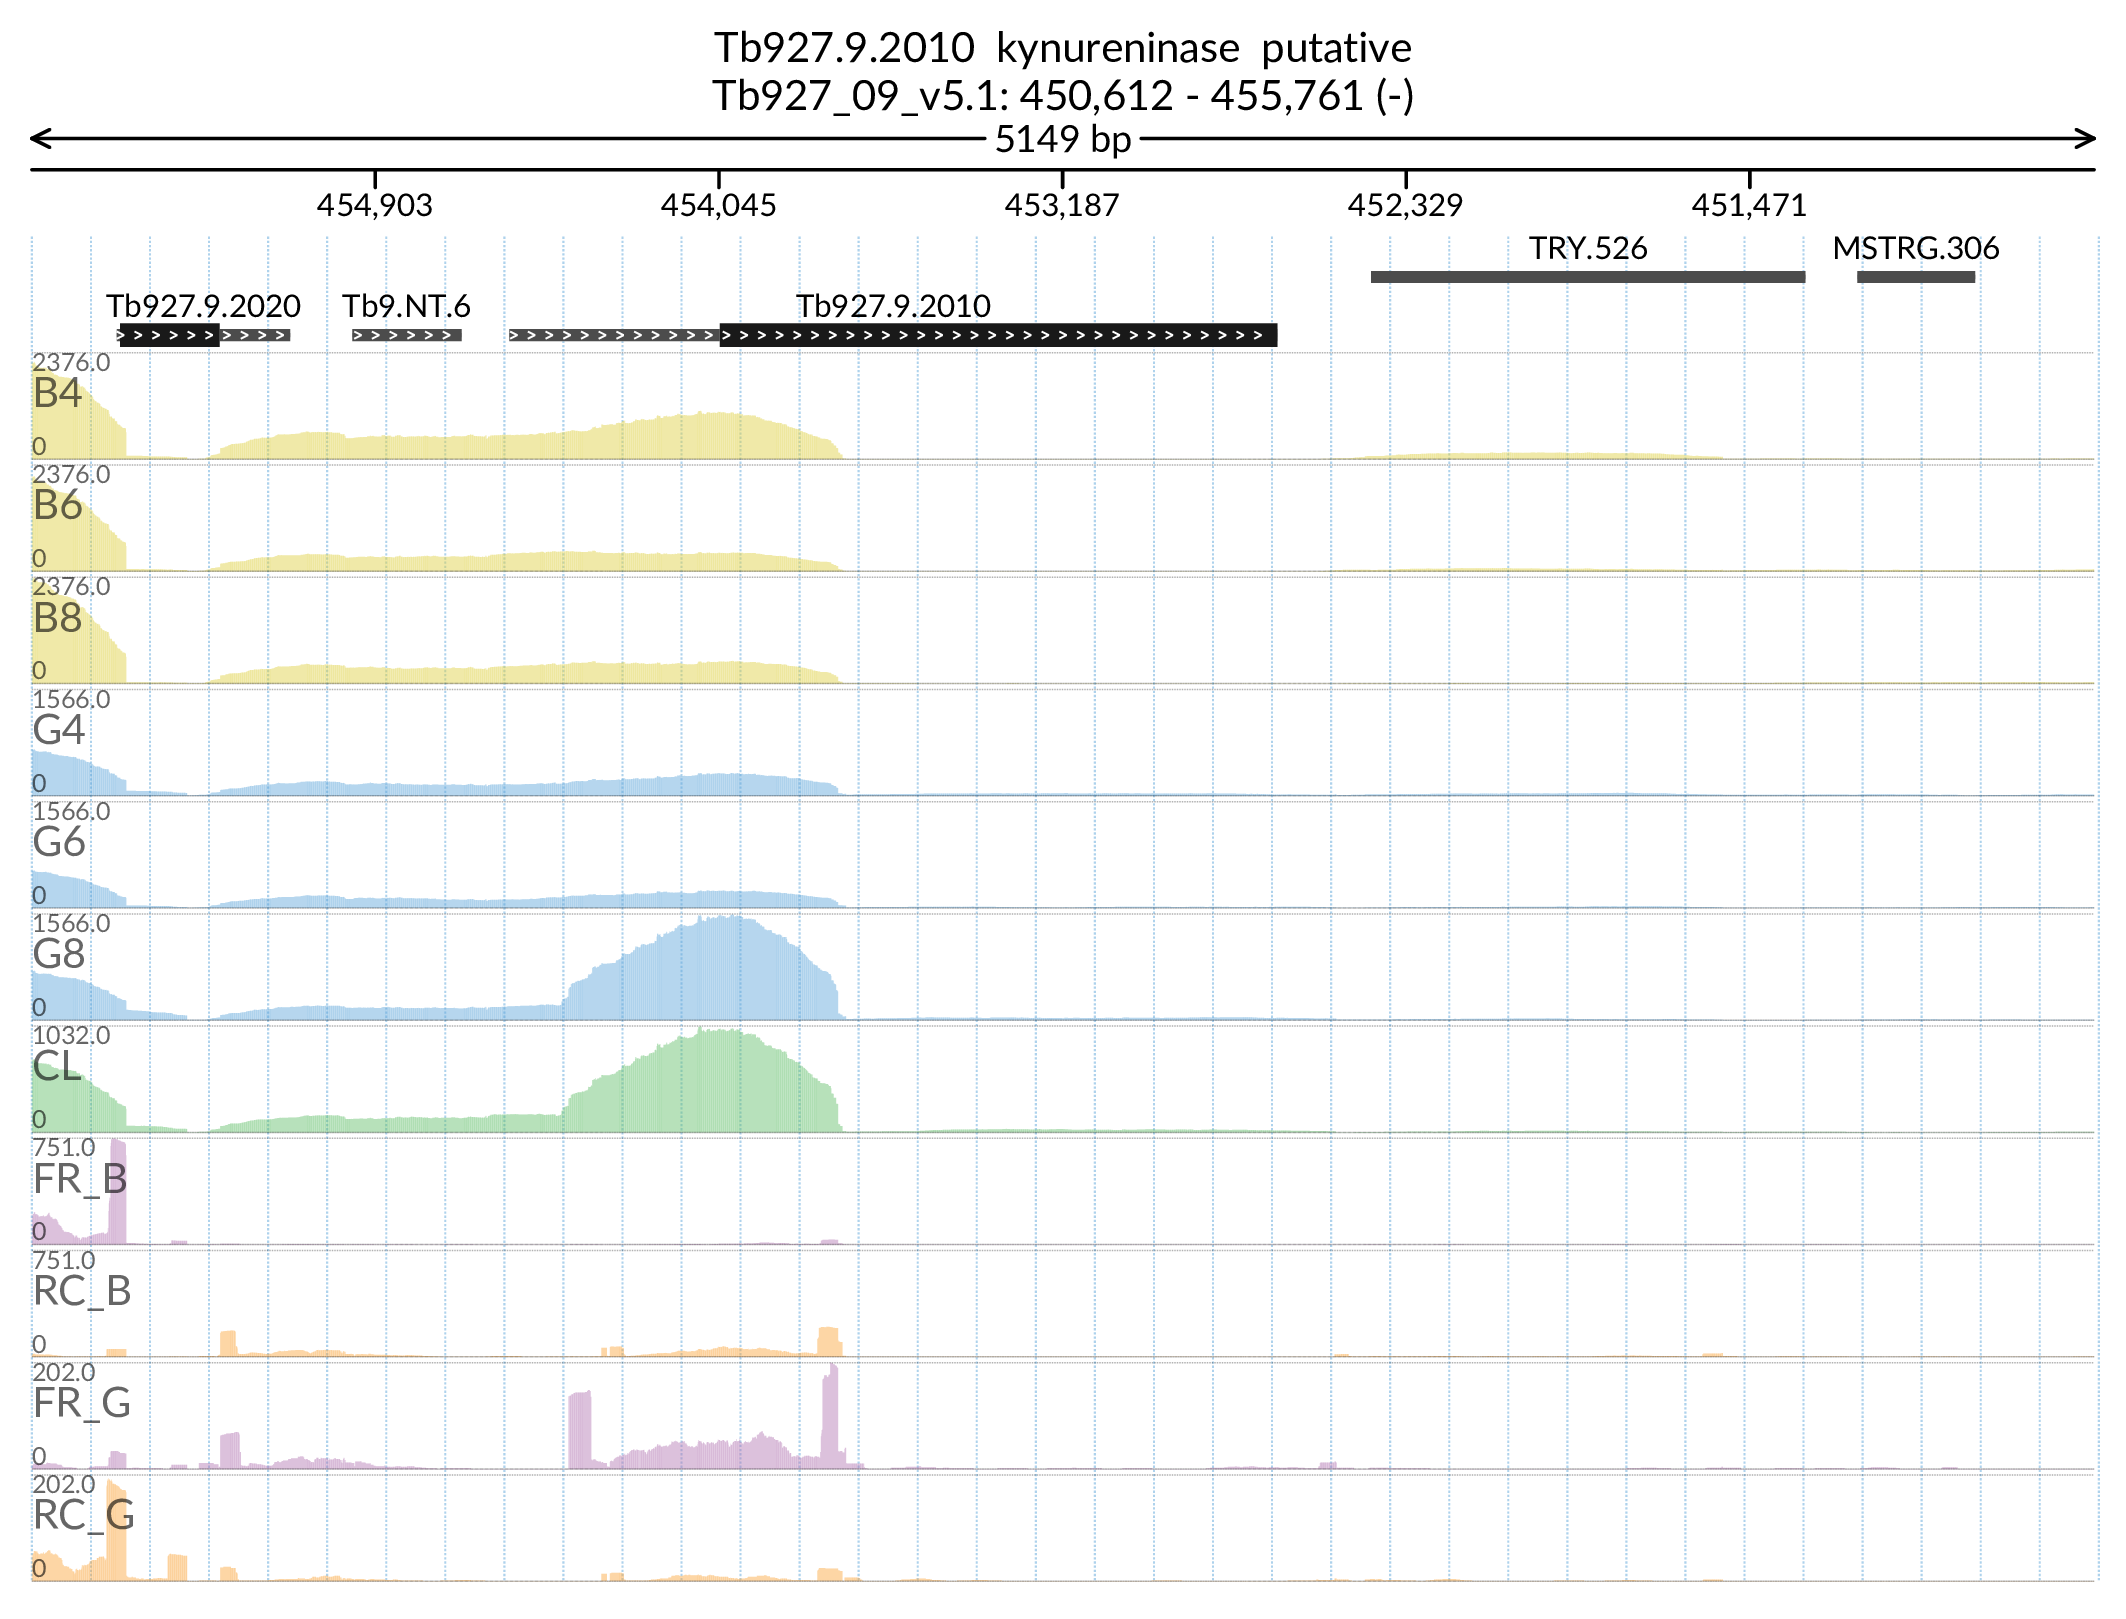 Tb927.9.2010 kynureninase putative
Tb927_09_v5.1: 450,612 - 455,761 (-)
5149 bp
454,903 454,045 453,187 452,329 451,471
TRY.526 MSTRG.306
Tb927.9.2020 Tb9.NT.6 Tb927.9.2010
2376.0
B4
0
2376.0
B6
0
2376.0
B8
0
1566.0
G4
0
1566.0
G6
0
1566.0
G8
0
1032.0
CL
0
751.0
FR_B
0
751.0
RC_B
0
202.0
FR_G
0
202.0
RC_G
0